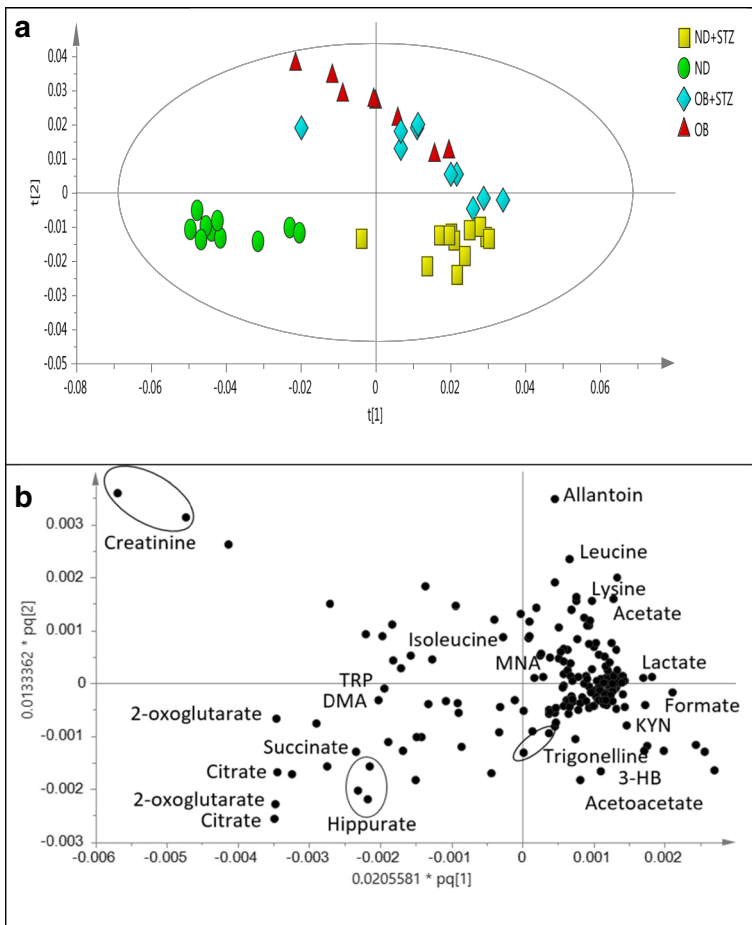 a
ND+STZ
ND
OB+STZ
OB
t[2]
0.04
0.03
0.02
0.01
0
-0.01
-0.02
-0.03
-0.04
-0.05
-0.08
-0.06
-0.04
-0.02
0
0.02
0.04
0.06
t[1]
b
0.0133362 * pq[2]
0.003
0.002
0.001
0
-0.001
-0.002
-0.003
Creatinine
Allantoin
Leucine
Lysine
Acetate
Isoleucine
MNA
Lactate
TRP
DMA
Formate
2-oxoglutarate
KYN
Succinate
Trigonelline
Citrate
3-HB
2-oxoglutarate
Acetoacetate
Citrate
Hippurate
-0.006
-0.005
-0.004
-0.003
-0.002
-0.001
0
0.001
0.002
0.0205581 * pq[1]